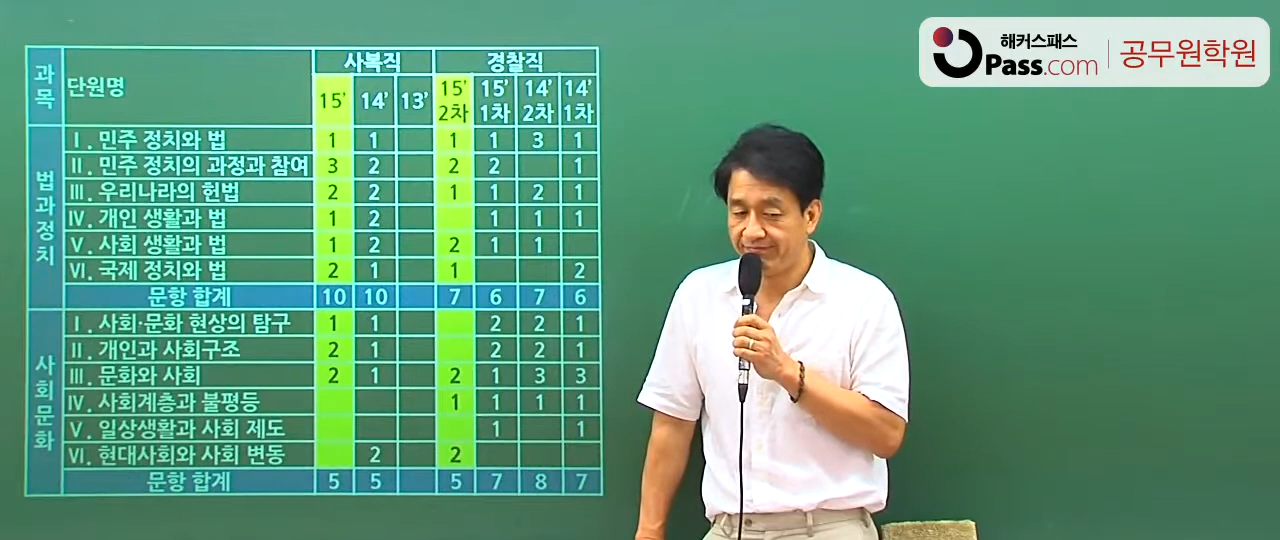 해커스패스
Pass.com
공무원학원
과목 단원명 사복직 경찰직
15' 14' 13' 15' 2차 15' 1차 14' 2차 14' 1차
법과정치
Ⅰ. 민주 정치와 법 1 1 1 1 3 1
Ⅱ. 민주 정치의 과정과 참여 3 2 2 2 1
Ⅲ. 우리나라의 헌법 2 2 1 1 2 1
Ⅳ. 개인 생활과 법 1 2 1 1 1
Ⅴ. 사회 생활과 법 1 2 2 1 1
Ⅵ. 국제 정치와 법 2 1 1 2
문항 합계 10 10 7 6 7 6
사회문화
Ⅰ. 사회·문화 현상의 탐구 1 1 2 2 1
Ⅱ. 개인과 사회구조 2 1 2 2 1
Ⅲ. 문화와 사회 2 1 2 1 3 3
Ⅳ. 사회계층과 불평등 1 1 1 1
Ⅴ. 일상생활과 사회 제도 1 1
Ⅵ. 현대사회와 사회 변동 2 2
문항 합계 5 5 5 7 8 7